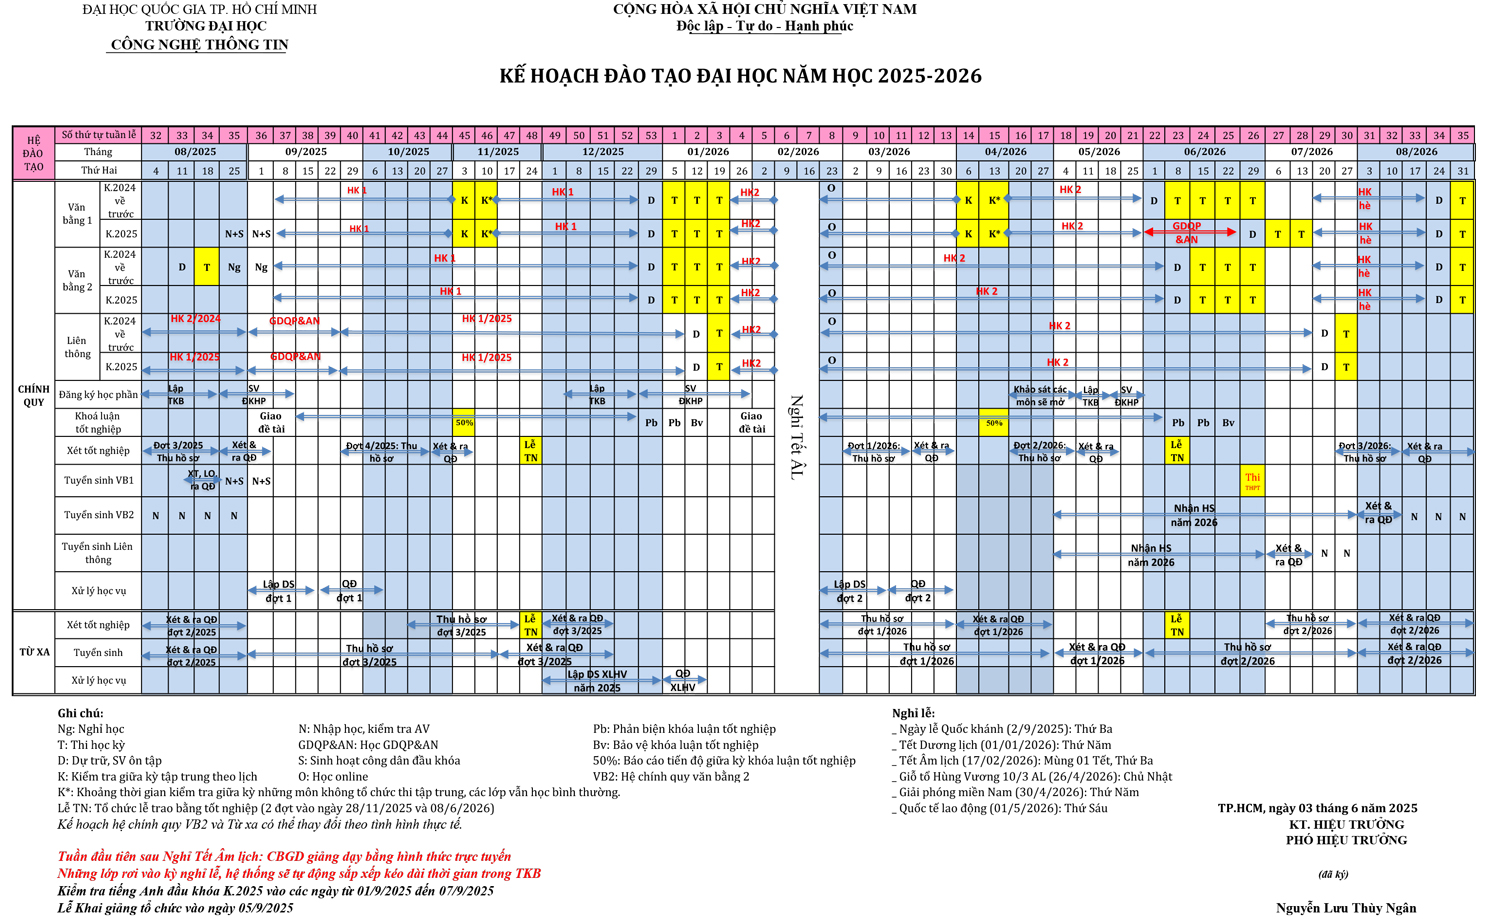 ĐẠI HỌC QUỐC GIA TP. HỒ CHÍ MINH
TRƯỜNG ĐẠI HỌC
CÔNG NGHỆ THÔNG TIN
CỘNG HÒA XÃ HỘI CHỦ NGHĨA VIỆT NAM
Độc lập - Tự do - Hạnh phúc
KẾ HOẠCH ĐÀO TẠO ĐẠI HỌC NĂM HỌC 2025-2026
HỆ ĐÀO TẠO
Số thứ tự tuần lễ 32 33 34 35 36 37 38 39 40 41 42 43 44 45 46 47 48 49 50 51 52 53 1 2 3 4 5 6 7 8 9 10 11 12 13 14 15 16 17 18 19 20 21 22 23 24 25 26 27 28 29 30 31 32 33 34 35
Tháng 08/2025 09/2025 10/2025 11/2025 12/2025 01/2026 02/2026 03/2026 04/2026 05/2026 06/2026 07/2026 08/2026
Thứ Hai 4 11 18 25 1 8 15 22 29 6 13 20 27 3 10 17 24 1 8 15 22 29 5 12 19 26 2 9 16 23 2 9 16 23 30 6 13 20 27 4 11 18 25 1 8 15 22 29 6 13 20 27 3 10 17 24 31
CHÍNH QUY
Văn bằng 1
K.2024 về trước HK 1 K K* HK 1 D T T T HK2 O K K* HK 2 D T T T T HK hè D T
K.2025 N+S N+S HK 1 K K* HK 1 D T T T HK2 O K K* HK 2 GDQP &AN D T T HK hè D T
Văn bằng 2
K.2024 về trước D T Ng Ng HK 1 D T T T HK2 O HK 2 D T T T HK hè D T
K.2025 HK 1 D T T T HK2 O HK 2 D T T T HK hè D T
Liên thông
K.2024 về trước HK 2/2024 GDQP&AN HK 1/2025 D T HK2 O HK 2 D T
K.2025 HK 1/2025 GDQP&AN HK 1/2025 D T HK2 O HK 2 D T
Nghỉ Tết ÂL
Đăng ký học phần Lập TKB SV ĐKHP Lập TKB SV ĐKHP Khảo sát các môn sẽ mở Lập TKB SV ĐKHP
Khoá luận tốt nghiệp Giao đề tài 50% Pb Pb Bv Giao đề tài 50% Pb Pb Bv
Xét tốt nghiệp Đợt 3/2025 Thu hồ sơ Xét & ra QĐ Đợt 4/2025: Thu hồ sơ Xét & ra QĐ Lễ TN Đợt 1/2026: Thu hồ sơ Xét & ra QĐ Đợt 2/2026: Thu hồ sơ Xét & ra QĐ Lễ TN Đợt 3/2026: Thu hồ sơ Xét & ra QĐ
Tuyển sinh VB1 XT, LO, ra QĐ N+S N+S Thi THPT
Tuyển sinh VB2 N N N N Nhận HS năm 2026 Xét & ra QĐ N N N
Tuyển sinh Liên thông Nhận HS năm 2026 Xét & ra QĐ N N
Xử lý học vụ Lập DS đợt 1 QĐ đợt 1 Lập DS đợt 2 QĐ đợt 2
TỪ XA
Xét tốt nghiệp Xét & ra QĐ đợt 2/2025 Thu hồ sơ đợt 3/2025 Lễ TN Xét & ra QĐ đợt 3/2025 Thu hồ sơ đợt 1/2026 Xét & ra QĐ đợt 1/2026 Lễ TN Thu hồ sơ đợt 2/2026 Xét & ra QĐ đợt 2/2026
Tuyển sinh Xét & ra QĐ đợt 2/2025 Thu hồ sơ đợt 3/2025 Xét & ra QĐ đợt 3/2025 Thu hồ sơ đợt 1/2026 Xét & ra QĐ đợt 1/2026 Thu hồ sơ đợt 2/2026 Xét & ra QĐ đợt 2/2026
Xử lý học vụ Lập DS XLHV năm 2025 QĐ XLHV
Ghi chú:
Ng: Nghỉ học N: Nhập học, kiểm tra AV Pb: Phản biện khóa luận tốt nghiệp
T: Thi học kỳ GDQP&AN: Học GDQP&AN Bv: Bảo vệ khóa luận tốt nghiệp
D: Dự trữ, SV ôn tập S: Sinh hoạt công dân đầu khóa 50%: Báo cáo tiến độ giữa kỳ khóa luận tốt nghiệp
K: Kiểm tra giữa kỳ tập trung theo lịch O: Học online VB2: Hệ chính quy văn bằng 2
K*: Khoảng thời gian kiểm tra giữa kỳ những môn không tổ chức thi tập trung, các lớp vẫn học bình thường.
Lễ TN: Tổ chức lễ trao bằng tốt nghiệp (2 đợt vào ngày 28/11/2025 và 08/6/2026)
Kế hoạch hệ chính quy VB2 và Từ xa có thể thay đổi theo tình hình thực tế.
Tuần đầu tiên sau Nghỉ Tết Âm lịch: CBGD giảng dạy bằng hình thức trực tuyến
Những lớp rơi vào kỳ nghỉ lễ, hệ thống sẽ tự động sắp xếp kéo dài thời gian trong TKB
Kiểm tra tiếng Anh đầu khóa K.2025 vào các ngày từ 01/9/2025 đến 07/9/2025
Lễ Khai giảng tổ chức vào ngày 05/9/2025
Nghỉ lễ:
_ Ngày lễ Quốc khánh (2/9/2025): Thứ Ba
_ Tết Dương lịch (01/01/2026): Thứ Năm
_ Tết Âm lịch (17/02/2026): Mùng 01 Tết, Thứ Ba
_ Giỗ tổ Hùng Vương 10/3 AL (26/4/2026): Chủ Nhật
_ Giải phóng miền Nam (30/4/2026): Thứ Năm
_ Quốc tế lao động (01/5/2026): Thứ Sáu
TP.HCM, ngày 03 tháng 6 năm 2025
KT. HIỆU TRƯỞNG
PHÓ HIỆU TRƯỞNG
(đã ký)
Nguyễn Lưu Thùy Ngân